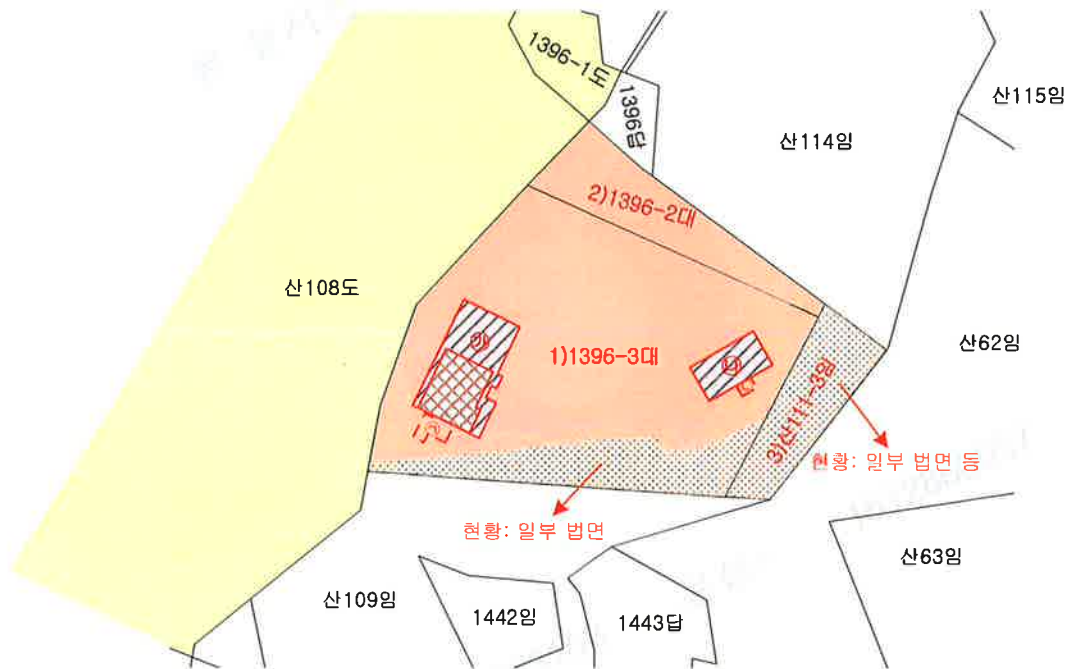 1396-1도
1396답
산115임
산114임
2)1396-2대
산108도
산62임
1)1396-3대
3)산111-3임
현황: 일부 법면 등
현황: 일부 법면
산63임
산109임
1442임
1443답